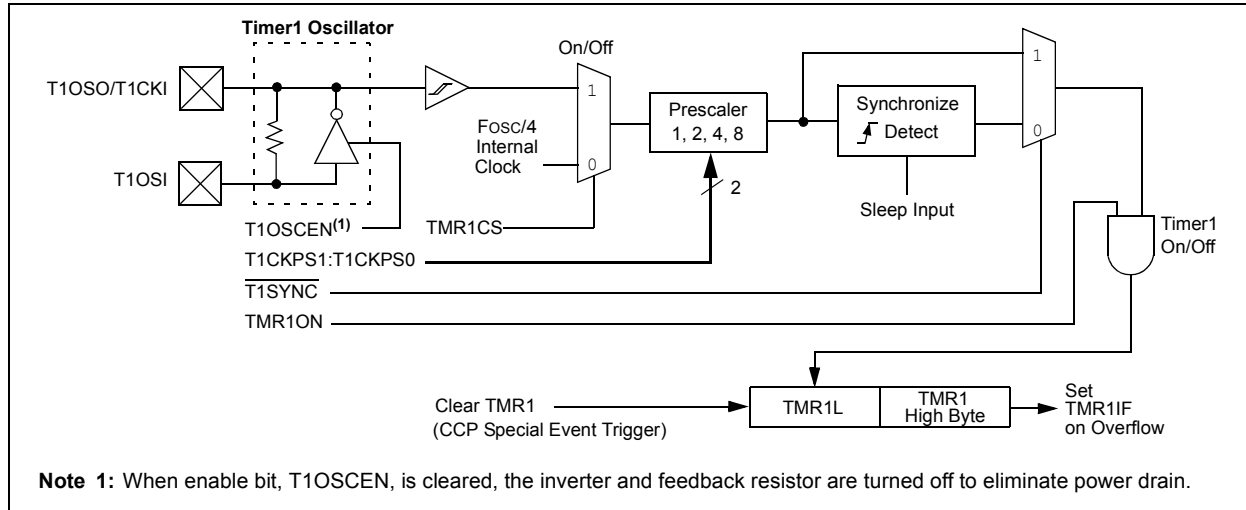 Timer1 Oscillator
T1OSO/T1CKI
T1OSI
On/Off
1
FOSC/4
Internal
Clock
0
Prescaler
1, 2, 4, 8
2
Synchronize
Detect
Sleep Input
1
0
T1OSCEN(1)
TMR1CS
T1CKPS1:T1CKPS0
T1SYNC
TMR1ON
Timer1
On/Off
Clear TMR1
(CCP Special Event Trigger)
TMR1L
TMR1
High Byte
Set
TMR1IF
on Overflow
Note 1: When enable bit, T1OSCEN, is cleared, the inverter and feedback resistor are turned off to eliminate power drain.